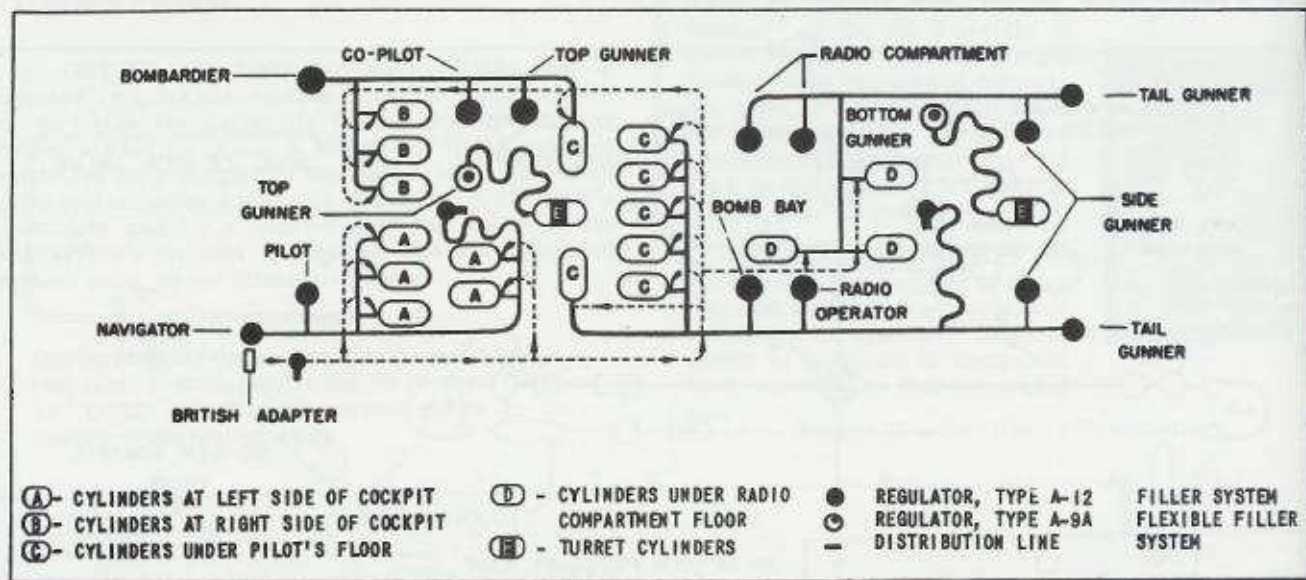 CO-PILOT
TOP GUNNER
RADIO COMPARTMENT
BOMBARDIER
TAIL GUNNER
B
B
B
C
C
C
C
C
C
C
BOTTOM
GUNNER
D
D
D
TOP
GUNNER
E
E
BOMB BAY
SIDE
GUNNER
PILOT
A
A
A
A
A
RADIO
OPERATOR
NAVIGATOR
TAIL
GUNNER
BRITISH ADAPTER
A - CYLINDERS AT LEFT SIDE OF COCKPIT
B - CYLINDERS AT RIGHT SIDE OF COCKPIT
C - CYLINDERS UNDER PILOT'S FLOOR
D - CYLINDERS UNDER RADIO
COMPARTMENT FLOOR
E - TURRET CYLINDERS
REGULATOR, TYPE A-12
REGULATOR, TYPE A-9A
DISTRIBUTION LINE
FILLER SYSTEM
FLEXIBLE FILLER
SYSTEM